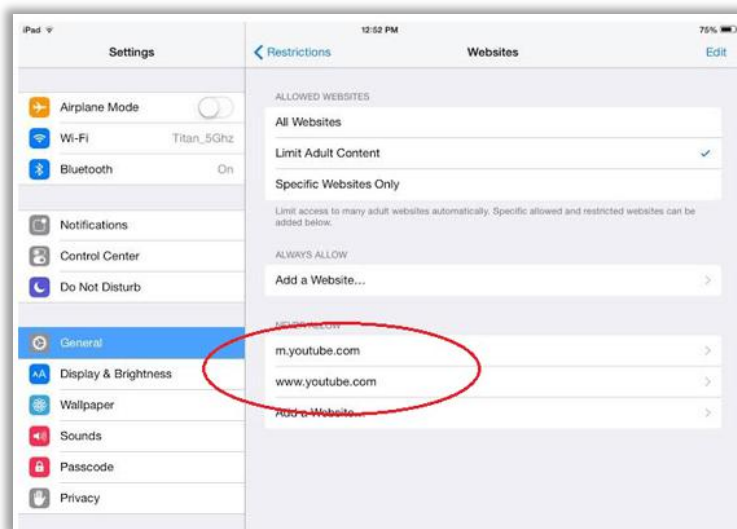 iPad 12:52 PM 75%
Settings
Restrictions Websites Edit
Airplane Mode
Wi-Fi Titan_5Ghz
Bluetooth On
Notifications
Control Center
Do Not Disturb
General
Display & Brightness
Wallpaper
Sounds
Passcode
Privacy
ALLOWED WEBSITES
All Websites
Limit Adult Content
Specific Websites Only
Limit access to many adult websites automatically. Specific allowed and restricted websites can be
added below.
ALWAYS ALLOW
Add a Website...
NEVER ALLOW
m.youtube.com
www.youtube.com
Add a Website...